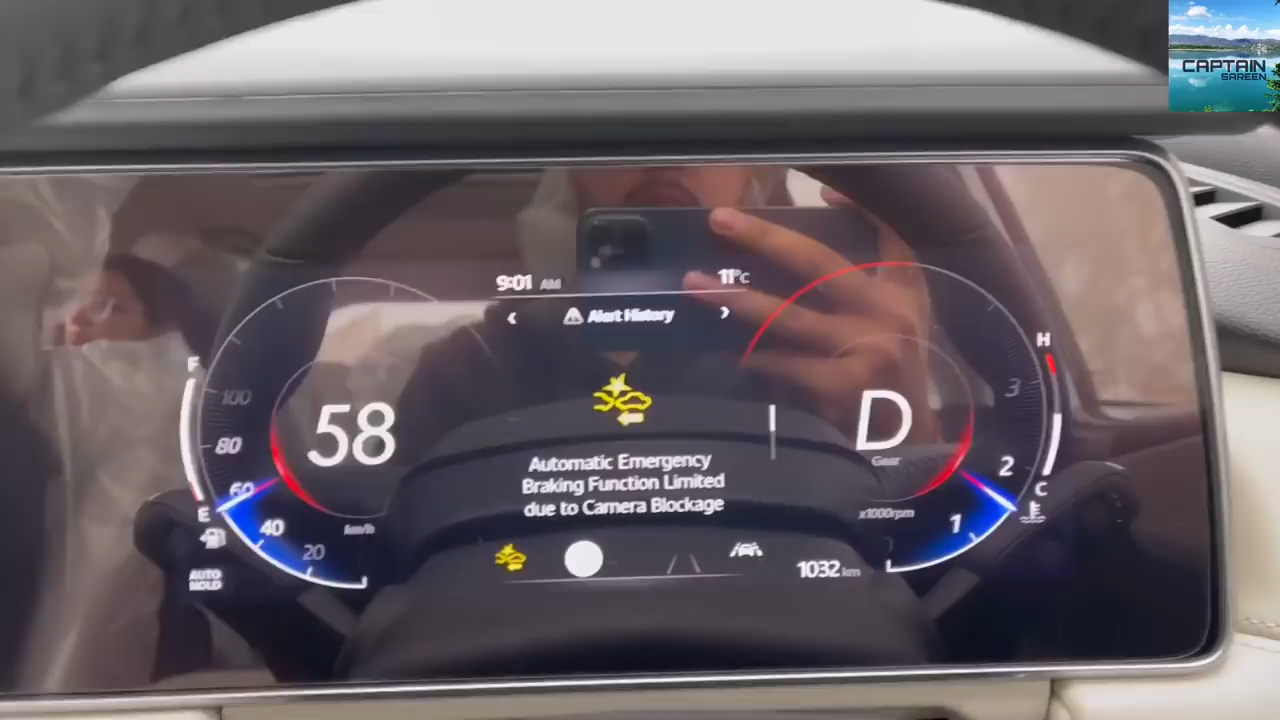 CAPTAIN
SAREEN
9:01 AM
11°C
‹ Alert History ›
F
H
100
80
60
40
20
58
km/h
E
AUTO
HOLD
Automatic Emergency
Braking Function Limited
due to Camera Blockage
D
Gear
3
2
1
x1000rpm
C
1032 km